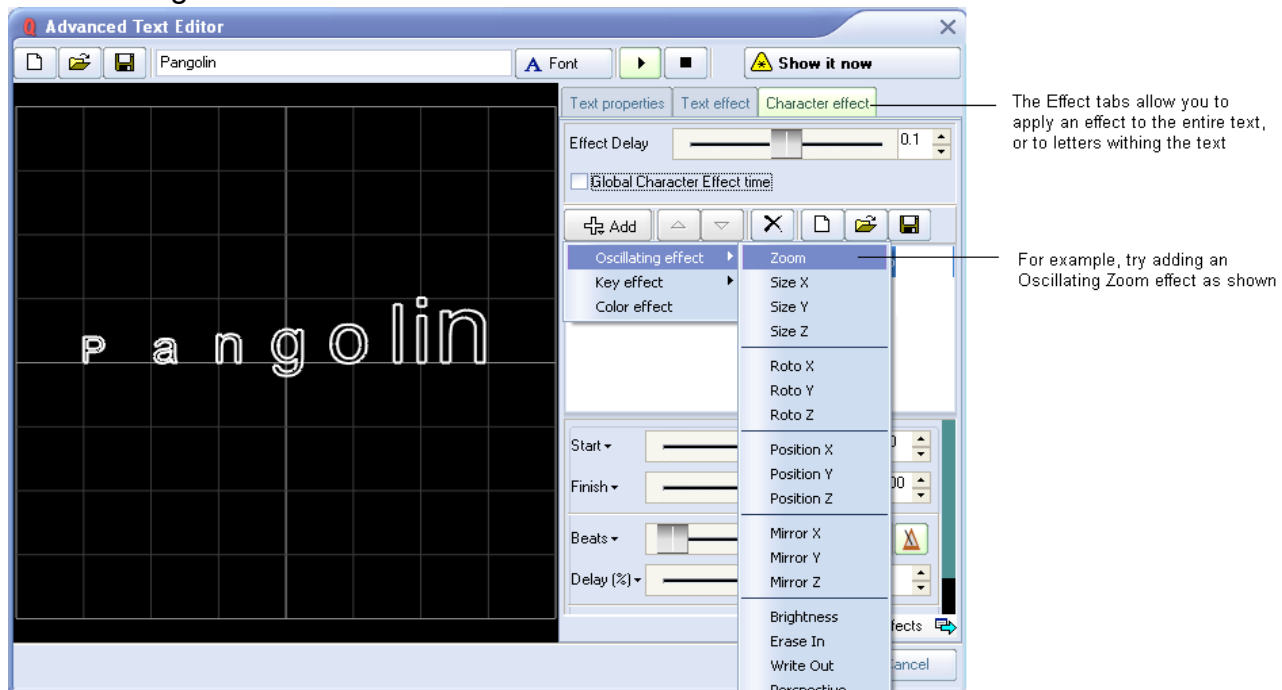 Advanced Text Editor
Pangolin
A Font
Show it now
Text properties Text effect Character effect
The Effect tabs allow you to
apply an effect to the entire text,
or to letters withing the text
Effect Delay 0.1
Global Character Effect time
Add
Oscillating effect
Key effect
Color effect
Zoom
Size X
Size Y
Size Z
Roto X
Roto Y
Roto Z
Position X
Position Y
Position Z
Mirror X
Mirror Y
Mirror Z
Brightness
Erase In
Write Out
Perspective
For example, try adding an
Oscillating Zoom effect as shown
Pangolin
Start
Finish
Beats
Delay (%)